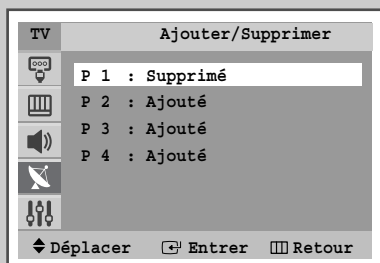 TV Ajouter/Supprimer
P 1 : Supprimé
P 2 : Ajouté
P 3 : Ajouté
P 4 : Ajouté
Déplacer Entrer Retour